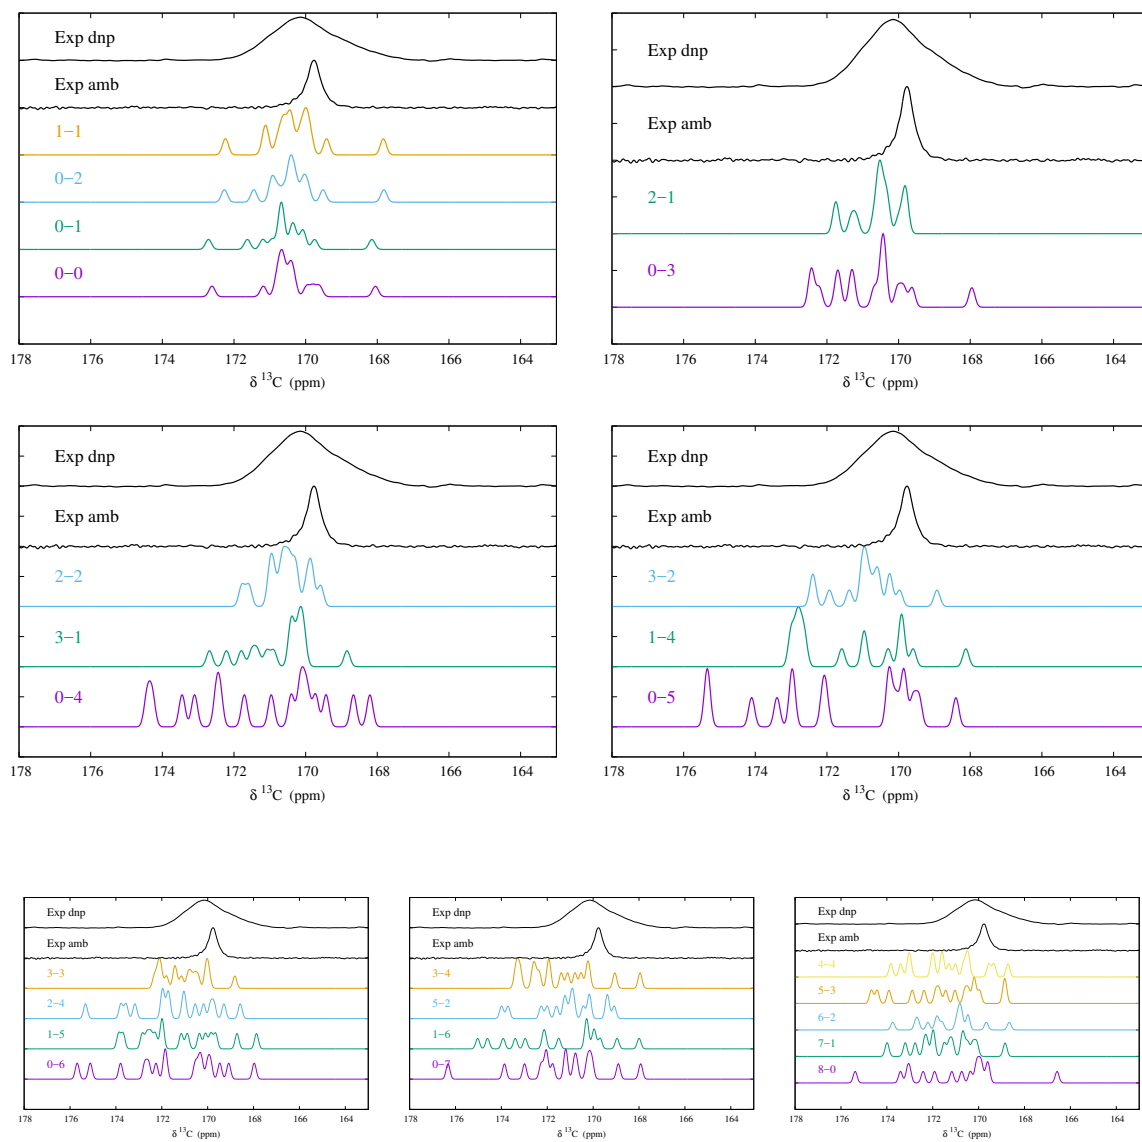 Exp dnp
Exp amb
1−1
0−2
0−1
0−0
178 176 174 172 170 168 166 164
δ ¹³C (ppm)
Exp dnp
Exp amb
2−1
0−3
178 176 174 172 170 168 166 164
δ ¹³C (ppm)
Exp dnp
Exp amb
2−2
3−1
0−4
178 176 174 172 170 168 166 164
δ ¹³C (ppm)
Exp dnp
Exp amb
3−2
1−4
0−5
178 176 174 172 170 168 166 164
δ ¹³C (ppm)
Exp dnp
Exp amb
3−3
2−4
1−5
0−6
178 176 174 172 170 168 166 164
δ ¹³C (ppm)
Exp dnp
Exp amb
3−4
5−2
1−6
0−7
178 176 174 172 170 168 166 164
δ ¹³C (ppm)
Exp dnp
Exp amb
4−4
5−3
6−2
7−1
8−0
178 176 174 172 170 168 166 164
δ ¹³C (ppm)